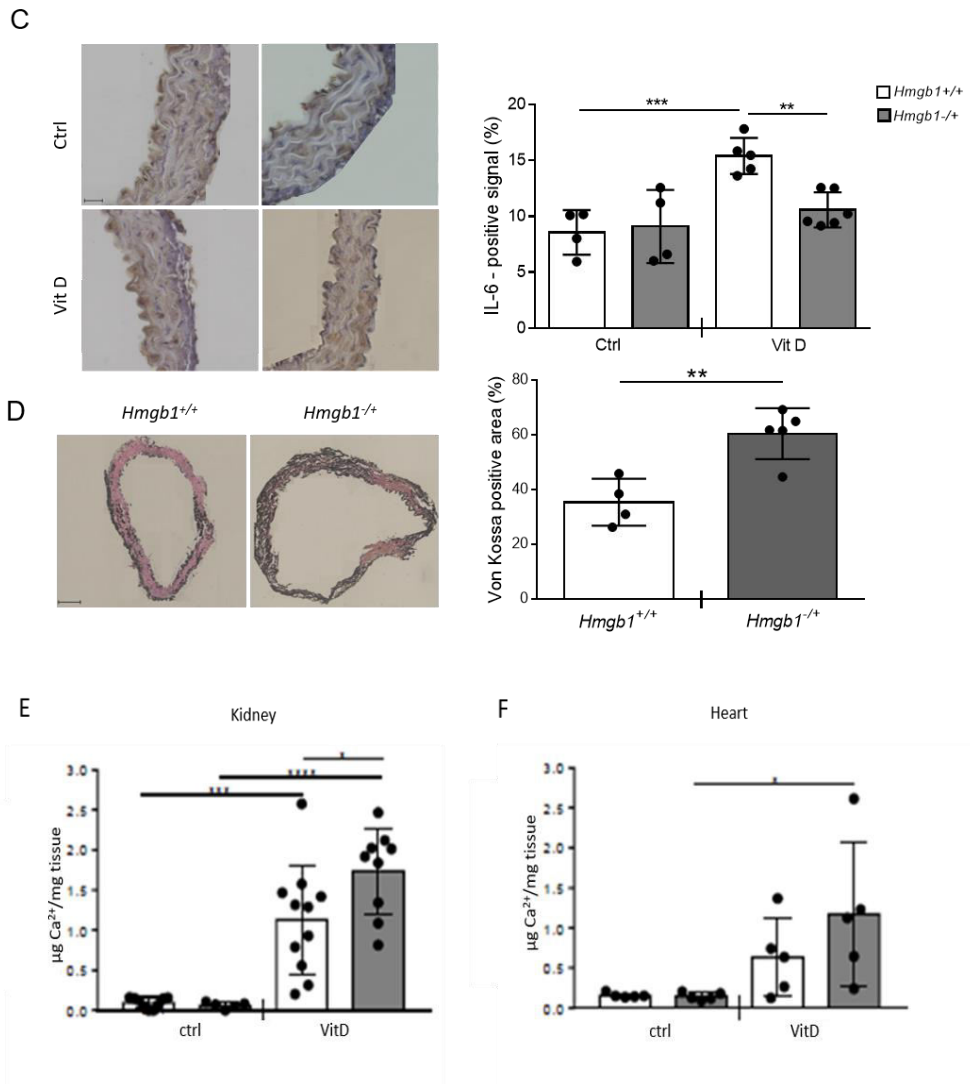 C
Ctrl
Vit D
IL-6 - positive signal (%)
20
15
10
5
0
***
**
Hmgb1+/+
Hmgb1-/+
Ctrl
Vit D
D
Hmgb1+/+
Hmgb1-/+
Von Kossa positive area (%)
80
60
40
20
0
**
Hmgb1+/+
Hmgb1-/+
E
Kidney
µg Ca2+/mg tissue
3.0
2.5
2.0
1.5
1.0
0.5
0.0
*
****
***
ctrl
VitD
F
Heart
µg Ca2+/mg tissue
3.0
2.5
2.0
1.5
1.0
0.5
0.0
*
ctrl
VitD